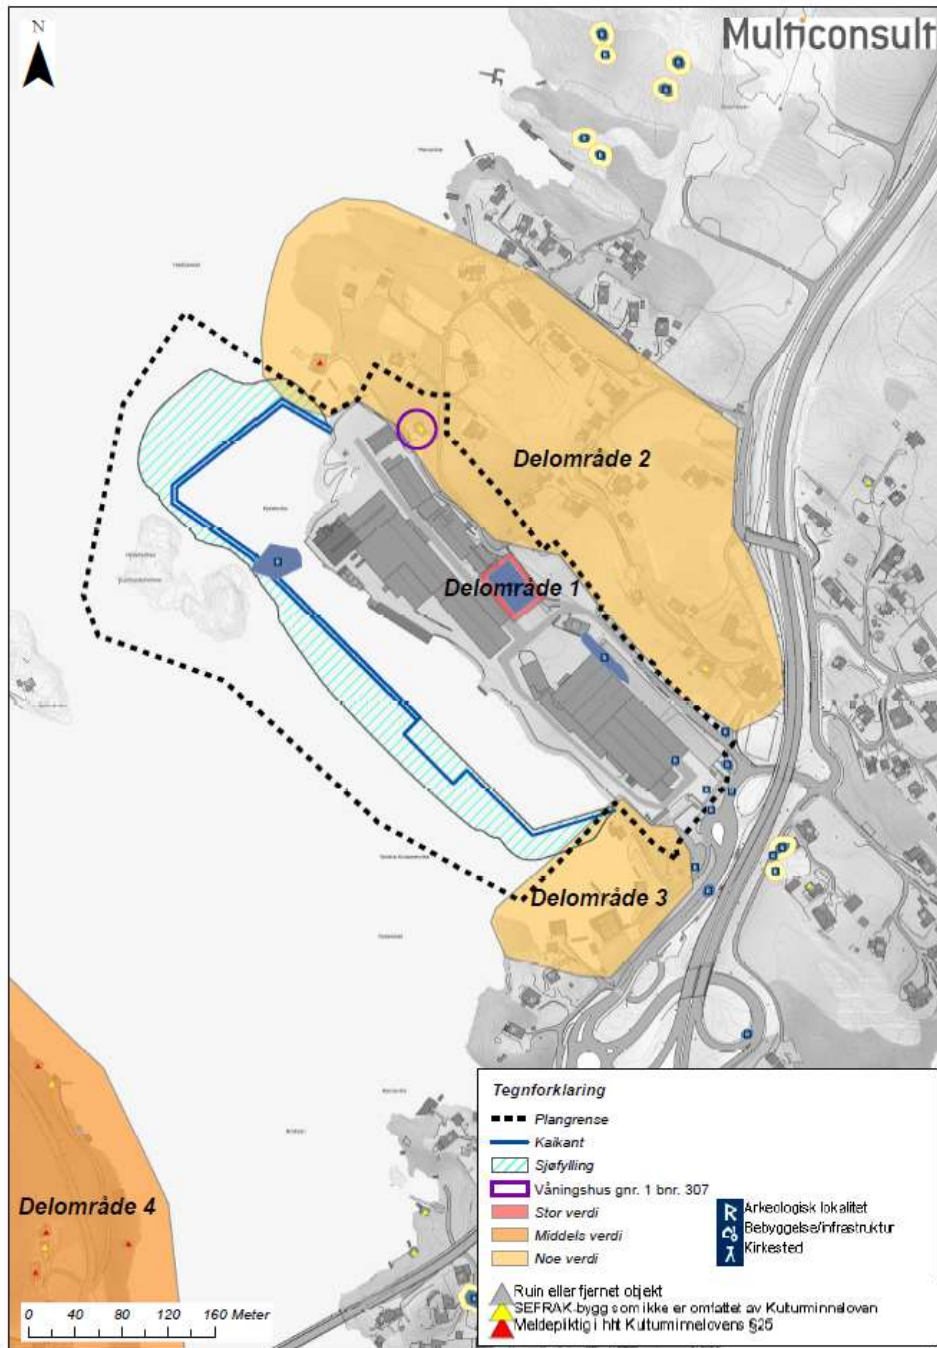 N
Multiconsult
Delområde 2
Delområde 1
Delområde 3
Delområde 4
Tegnforklaring
Plangrense
Kaikant
Sjøfylling
Våningshus gnr. 1 bnr. 307
Stor verdi
Middels verdi
Noe verdi
Arkeologisk lokalitet
Bebyggelse/infrastruktur
Kirkested
Ruin eller fjernet objekt
SEFRAK-bygg som ikke er omfattet av Kulturminneloven
Meldepliktig i hht Kulturminnelovens §25
0 40 80 120 160 Meter